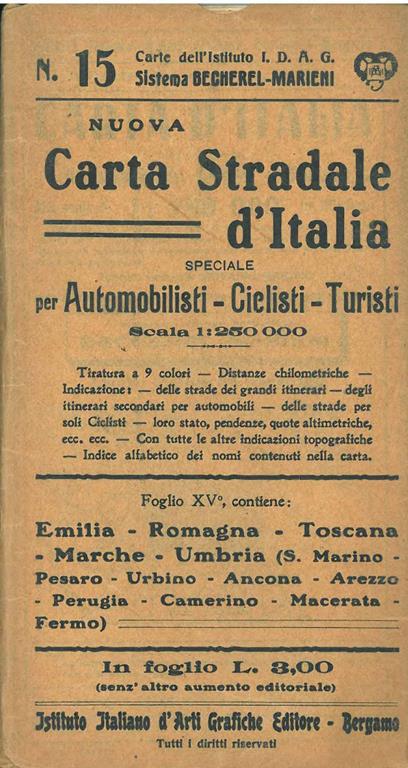 N. 15
Carte dell'Istituto I. D. A. G.
Sistema BECHEREL-MARIENI
NUOVA
Carta Stradale
d'Italia
SPECIALE
per Automobilisti - Ciclisti - Turisti
Scala 1:250 000
Tiratura a 9 colori — Distanze chilometriche —
Indicazione: — delle strade dei grandi itinerari — degli
itinerari secondari per automobili — delle strade per
soli Ciclisti — loro stato, pendenze, quote altimetriche,
ecc. ecc. — Con tutte le altre indicazioni topografiche
— Indice alfabetico dei nomi contenuti nella carta.
Foglio XV°, contiene:
Emilia - Romagna - Toscana
- Marche - Umbria (S. Marino -
Pesaro - Urbino - Ancona - Arezzo
- Perugia - Camerino - Macerata -
Fermo)
In foglio L. 3,00
(senz'altro aumento editoriale)
Istituto Italiano d'Arti Grafiche Editore - Bergamo
Tutti i diritti riservati